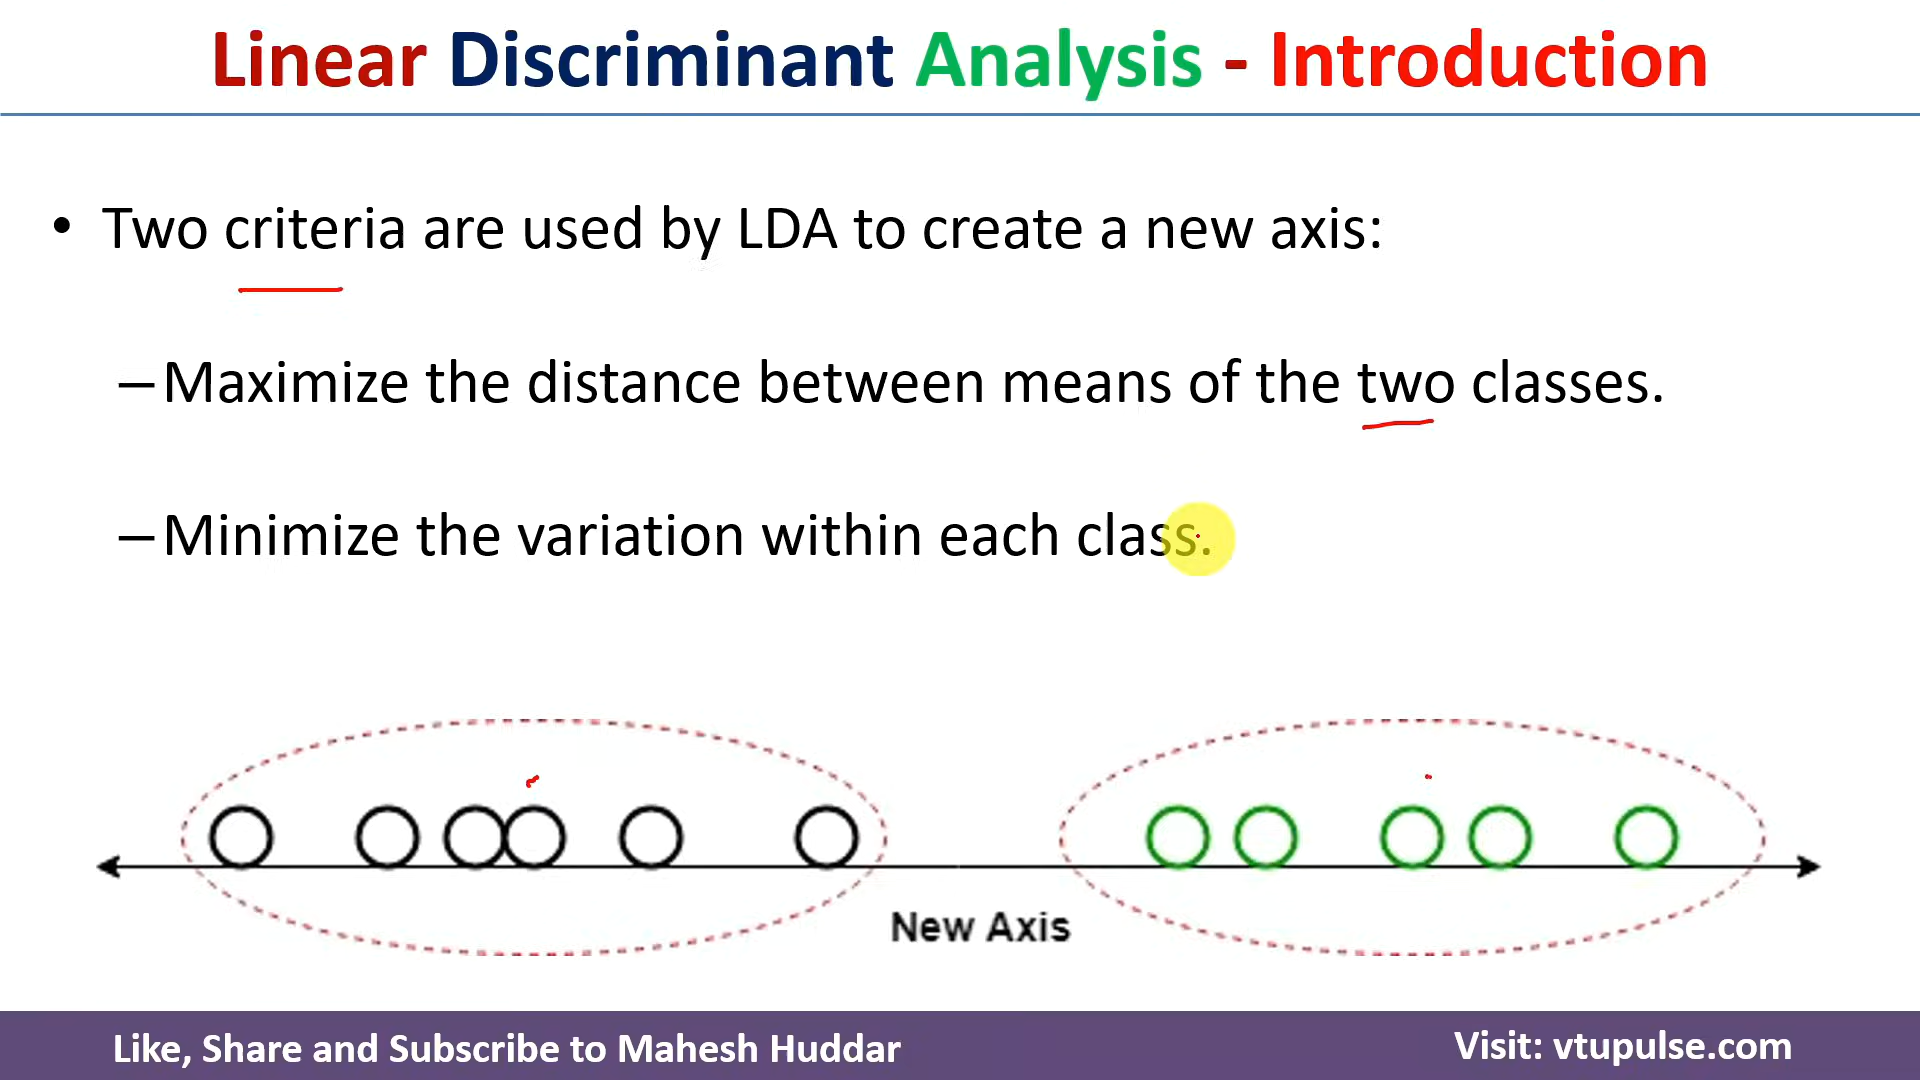 Linear Discriminant Analysis - Introduction
• Two criteria are used by LDA to create a new axis:
– Maximize the distance between means of the two classes.
– Minimize the variation within each class.
New Axis
Like, Share and Subscribe to Mahesh Huddar
Visit: vtupulse.com